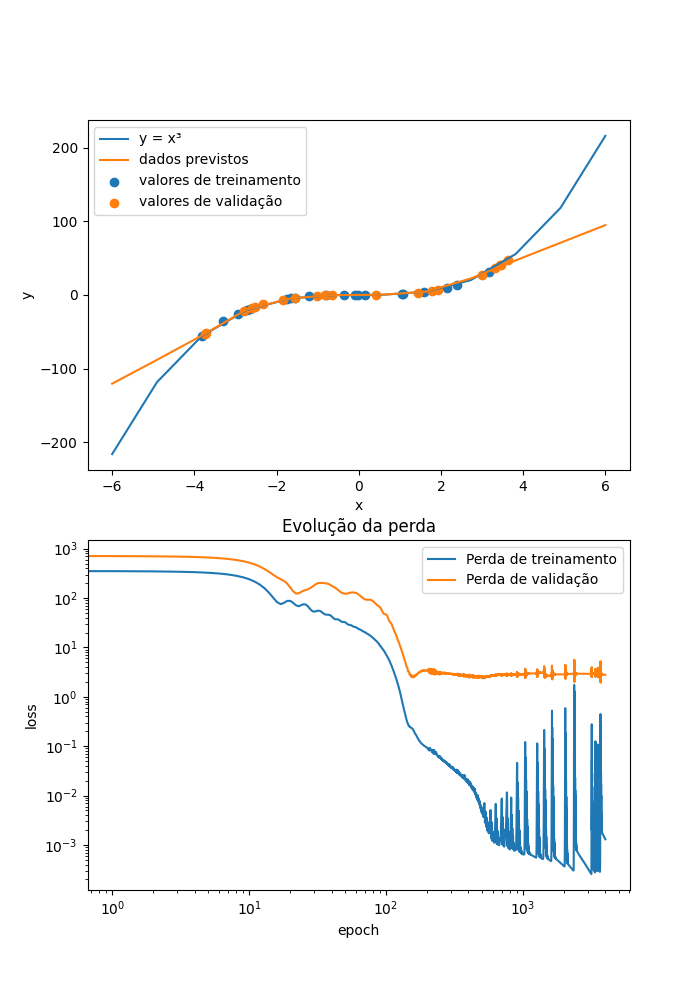 y = x³
dados previstos
valores de treinamento
valores de validação
200
100
0
−100
−200
y
−6 −4 −2 0 2 4 6
x
Evolução da perda
Perda de treinamento
Perda de validação
10³
10²
10¹
10⁰
10⁻¹
10⁻²
10⁻³
loss
10⁰ 10¹ 10² 10³
epoch